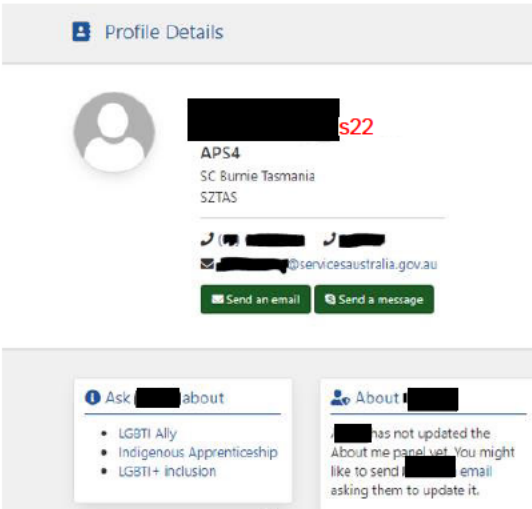 Profile Details
s22
APS4
SC Burnie Tasmania
SZTAS
@servicesaustralia.gov.au
Send an email
Send a message
Ask about
LGBTI Ally
Indigenous Apprenticeship
LGBTI+ inclusion
About
has not updated the
About me panel yet. You might
like to send email
asking them to update it.